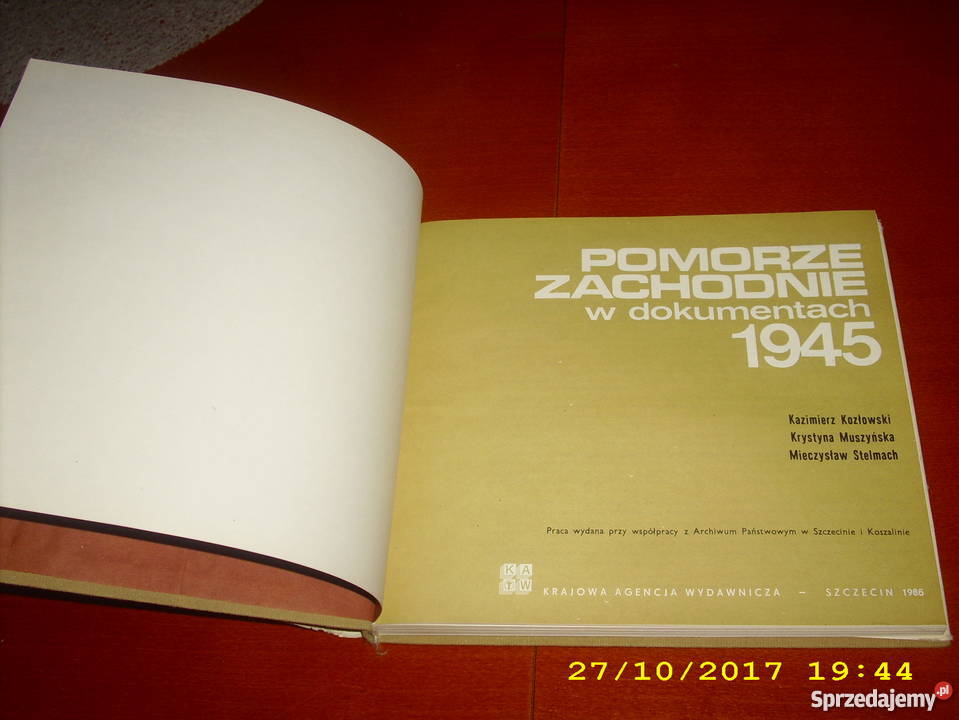 POMORZE
ZACHODNIE
w dokumentach
1945
Kazimierz Kozłowski
Krystyna Muszyńska
Mieczysław Stelmach
Praca wydana przy współpracy z Archiwum Państwowym w Szczecinie i Koszalinie
KAW
KRAJOWA AGENCJA WYDAWNICZA – SZCZECIN 1986
27/10/2017 19:44
Sprzedajemy.pl